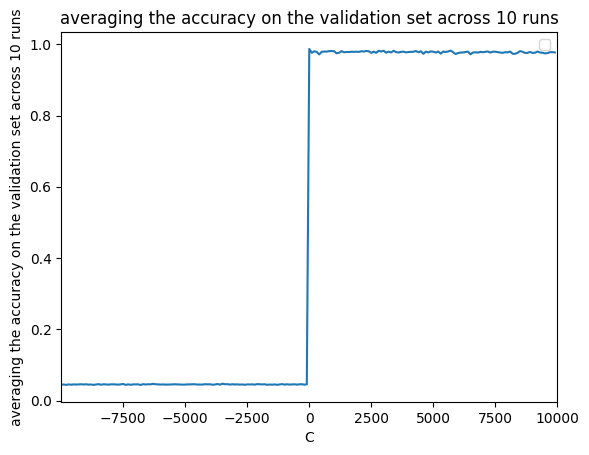 averaging the accuracy on the validation set across 10 runs
averaging the accuracy on the validation set across 10 runs
1.0
0.8
0.6
0.4
0.2
0.0
−7500 −5000 −2500 0 2500 5000 7500 10000
C